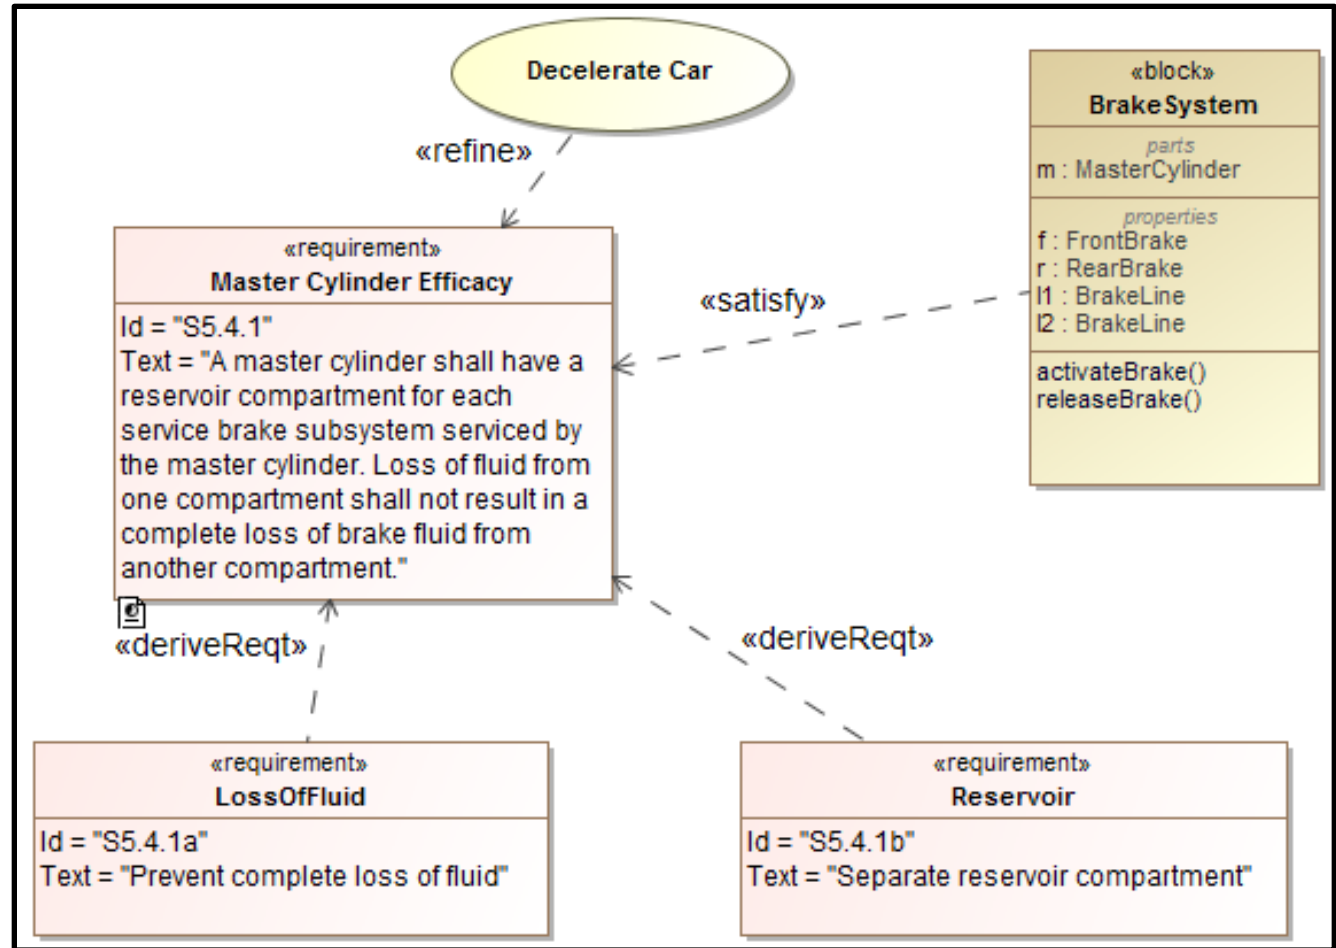 Decelerate Car
«refine»
«block»
BrakeSystem
parts
m : MasterCylinder
properties
f : FrontBrake
r : RearBrake
l1 : BrakeLine
l2 : BrakeLine
activateBrake()
releaseBrake()
«satisfy»
«requirement»
Master Cylinder Efficacy
Id = "S5.4.1"
Text = "A master cylinder shall have a
reservoir compartment for each
service brake subsystem serviced by
the master cylinder. Loss of fluid from
one compartment shall not result in a
complete loss of brake fluid from
another compartment."
«deriveReqt»
«deriveReqt»
«requirement»
LossOfFluid
Id = "S5.4.1a"
Text = "Prevent complete loss of fluid"
«requirement»
Reservoir
Id = "S5.4.1b"
Text = "Separate reservoir compartment"